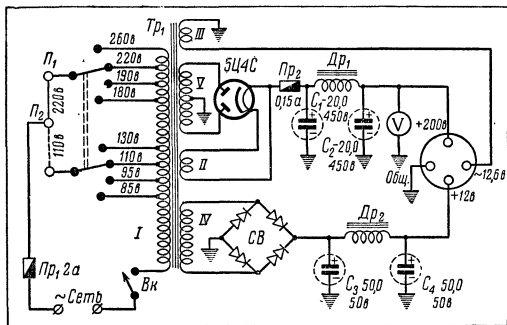 260в
Тр₁
III
П₁
220в
190в
180в
V
5Ц4С
Пр₂
0,15а
Др₁
С₁-20,0
450в
С₂-20,0
450в
V
+200в
П₂
220в
110в
130в
110в
95в
85в
II
Общ.
~12,6в
+12в
I
IV
СВ
Др₂
Пр₁ 2а
~ Сеть
Вк
С₃ 50,0
50в
С₄ 50,0
50в